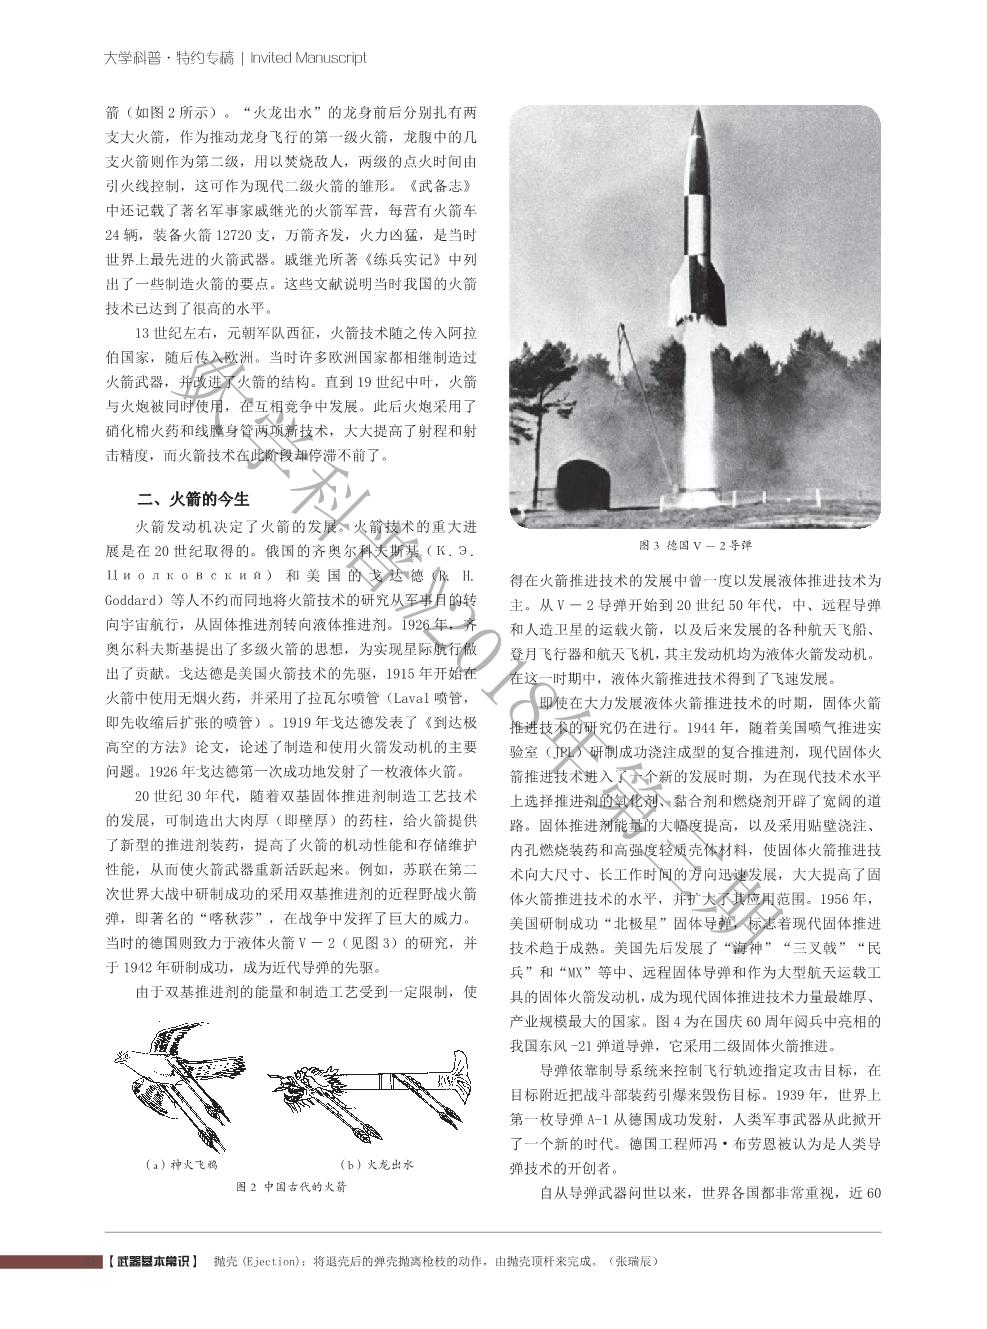 大学科普·特约专稿 | Invited Manuscript
箭（如图 2 所示）。“火龙出水”的龙身前后分别扎有两
支大火箭，作为推动龙身飞行的第一级火箭，龙腹中的几
支火箭则作为第二级，用以焚烧敌人，两级的点火时间由
引火线控制，这可作为现代二级火箭的雏形。《武备志》
中还记载了著名军事家戚继光的火箭军营，每营有火箭车
24 辆，装备火箭 12720 支，万箭齐发，火力凶猛，是当时
世界上最先进的火箭武器。戚继光所著《练兵实记》中列
出了一些制造火箭的要点。这些文献说明当时我国的火箭
技术已达到了很高的水平。
13 世纪左右，元朝军队西征，火箭技术随之传入阿拉
伯国家，随后传入欧洲。当时许多欧洲国家都相继制造过
火箭武器，并改进了火箭的结构。直到 19 世纪中叶，火箭
与火炮被同时使用，在互相竞争中发展。此后火炮采用了
硝化棉火药和线膛身管两项新技术，大大提高了射程和射
击精度，而火箭技术在此阶段却停滞不前了。
二、火箭的今生
火箭发动机决定了火箭的发展。火箭技术的重大进
展是在 20 世纪取得的。俄国的齐奥尔科夫斯基（К.Э.
Циолковский）和美国的戈达德（R. H.
Goddard）等人不约而同地将火箭技术的研究从军事目的转
向宇宙航行，从固体推进剂转向液体推进剂。1926 年，齐
奥尔科夫斯基提出了多级火箭的思想，为实现星际航行做
出了贡献。戈达德是美国火箭技术的先驱，1915 年开始在
火箭中使用无烟火药，并采用了拉瓦尔喷管（Laval 喷管，
即先收缩后扩张的喷管）。1919 年戈达德发表了《到达极
高空的方法》论文，论述了制造和使用火箭发动机的主要
问题。1926 年戈达德第一次成功地发射了一枚液体火箭。
20 世纪 30 年代，随着双基固体推进剂制造工艺技术
的发展，可制造出大肉厚（即壁厚）的药柱，给火箭提供
了新型的推进剂装药，提高了火箭的机动性能和存储维护
性能，从而使火箭武器重新活跃起来。例如，苏联在第二
次世界大战中研制成功的采用双基推进剂的近程野战火箭
弹，即著名的“喀秋莎”，在战争中发挥了巨大的威力。
当时的德国则致力于液体火箭 V－2（见图 3）的研究，并
于 1942 年研制成功，成为近代导弹的先驱。
由于双基推进剂的能量和制造工艺受到一定限制，使
（a）神火飞鸦
（b）火龙出水
图 2 中国古代的火箭
图 3 德国 V－2 导弹
得在火箭推进技术的发展中曾一度以发展液体推进技术为
主。从 V－2 导弹开始到 20 世纪 50 年代，中、远程导弹
和人造卫星的运载火箭，以及后来发展的各种航天飞船、
登月飞行器和航天飞机，其主发动机均为液体火箭发动机。
在这一时期中，液体火箭推进技术得到了飞速发展。
即使在大力发展液体火箭推进技术的时期，固体火箭
推进技术的研究仍在进行。1944 年，随着美国喷气推进实
验室（JPL）研制成功浇注成型的复合推进剂，现代固体火
箭推进技术进入了一个新的发展时期，为在现代技术水平
上选择推进剂的氧化剂、黏合剂和燃烧剂开辟了宽阔的道
路。固体推进剂能量的大幅度提高，以及采用贴壁浇注、
内孔燃烧装药和高强度轻质壳体材料，使固体火箭推进技
术向大尺寸、长工作时间的方向迅速发展，大大提高了固
体火箭推进技术的水平，并扩大了其应用范围。1956 年，
美国研制成功“北极星”固体导弹，标志着现代固体推进
技术趋于成熟。美国先后发展了“海神”“三叉戟”“民
兵”和“MX”等中、远程固体导弹和作为大型航天运载工
具的固体火箭发动机，成为现代固体推进技术力量最雄厚、
产业规模最大的国家。图 4 为在国庆 60 周年阅兵中亮相的
我国东风 -21 弹道导弹，它采用二级固体火箭推进。
导弹依靠制导系统来控制飞行轨迹指定攻击目标，在
目标附近把战斗部装药引爆来毁伤目标。1939 年，世界上
第一枚导弹 A-1 从德国成功发射，人类军事武器从此掀开
了一个新的时代。德国工程师冯·布劳恩被认为是人类导
弹技术的开创者。
自从导弹武器问世以来，世界各国都非常重视，近 60
【武器基本常识】 抛壳 (Ejection)：将退壳后的弹壳抛离枪枝的动作，由抛壳顶杆来完成。（张瑞辰）
《大学科普》2018年第三期